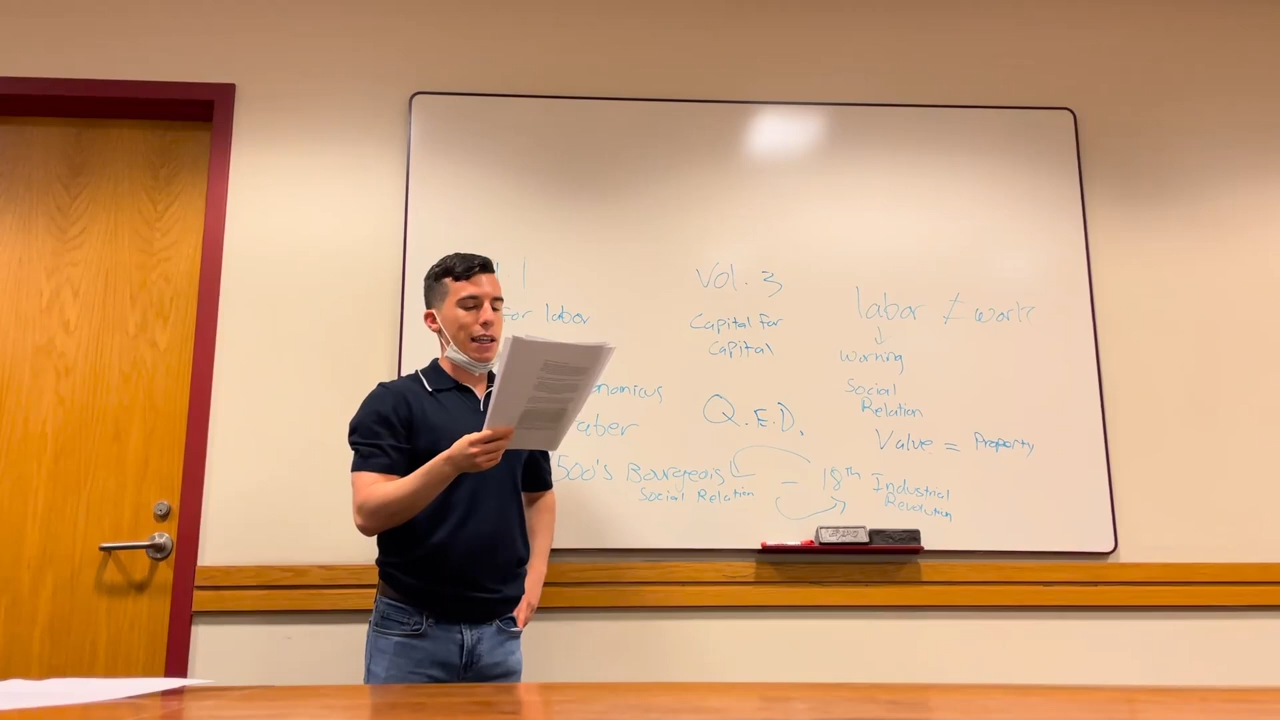 1
for labor
nomicus
aber
500's Bourgeois
Social Relation
Vol. 3
Capital for
Capital
Q.E.D.
labor ≠ work
↓
working
Social
Relation
Value = Property
– 18th Industrial
Revolution